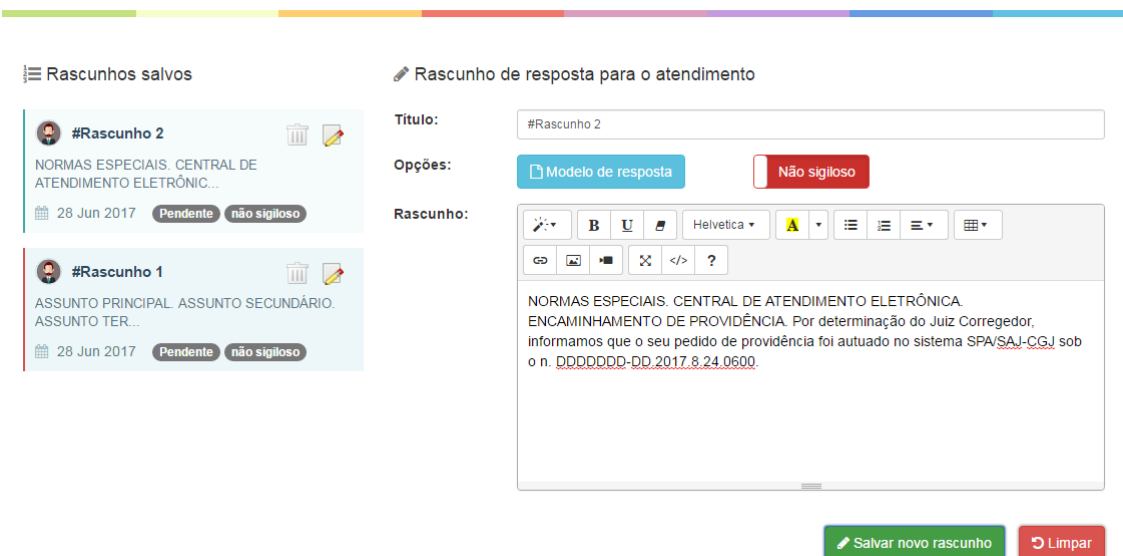 Rascunhos salvos
#Rascunho 2
NORMAS ESPECIAIS. CENTRAL DE
ATENDIMENTO ELETRÔNIC...
28 Jun 2017 Pendente não sigiloso
#Rascunho 1
ASSUNTO PRINCIPAL. ASSUNTO SECUNDÁRIO.
ASSUNTO TER...
28 Jun 2017 Pendente não sigiloso
Rascunho de resposta para o atendimento
Título: #Rascunho 2
Opções: Modelo de resposta Não sigiloso
Rascunho:
B U Helvetica A
</> ?
NORMAS ESPECIAIS. CENTRAL DE ATENDIMENTO ELETRÔNICA.
ENCAMINHAMENTO DE PROVIDÊNCIA. Por determinação do Juiz Corregedor,
informamos que o seu pedido de providência foi autuado no sistema SPA/SAJ-CGJ sob
o n. DDDDDDD-DD.2017.8.24.0600.
Salvar novo rascunho Limpar